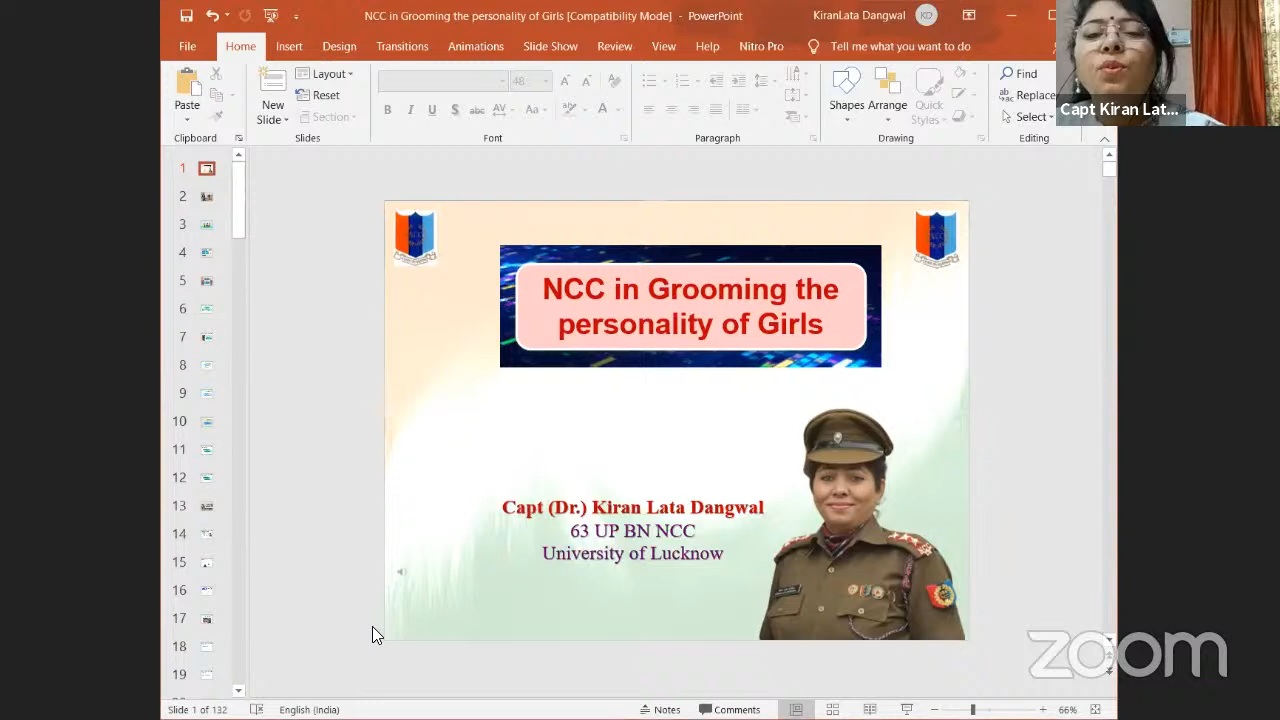 NCC in Grooming the personality of Girls [Compatibility Mode] - PowerPoint
KiranLata Dangwal
KD
File Home Insert Design Transitions Animations Slide Show Review View Help Nitro Pro Tell me what you want to do
Paste
Clipboard
New
Slide
Layout
Reset
Section
Slides
48
B I U S abc AV Aa A
Font
Paragraph
Shapes Arrange Quick
Styles
Drawing
Find
Replace
Select
Editing
Capt Kiran Lat...
1
2
3
4
5
6
7
8
9
10
11
12
13
14
15
16
17
18
19
NCC in Grooming the
personality of Girls
Capt (Dr.) Kiran Lata Dangwal
63 UP BN NCC
University of Lucknow
zoom
Slide 1 of 132 English (India) Notes Comments 66%